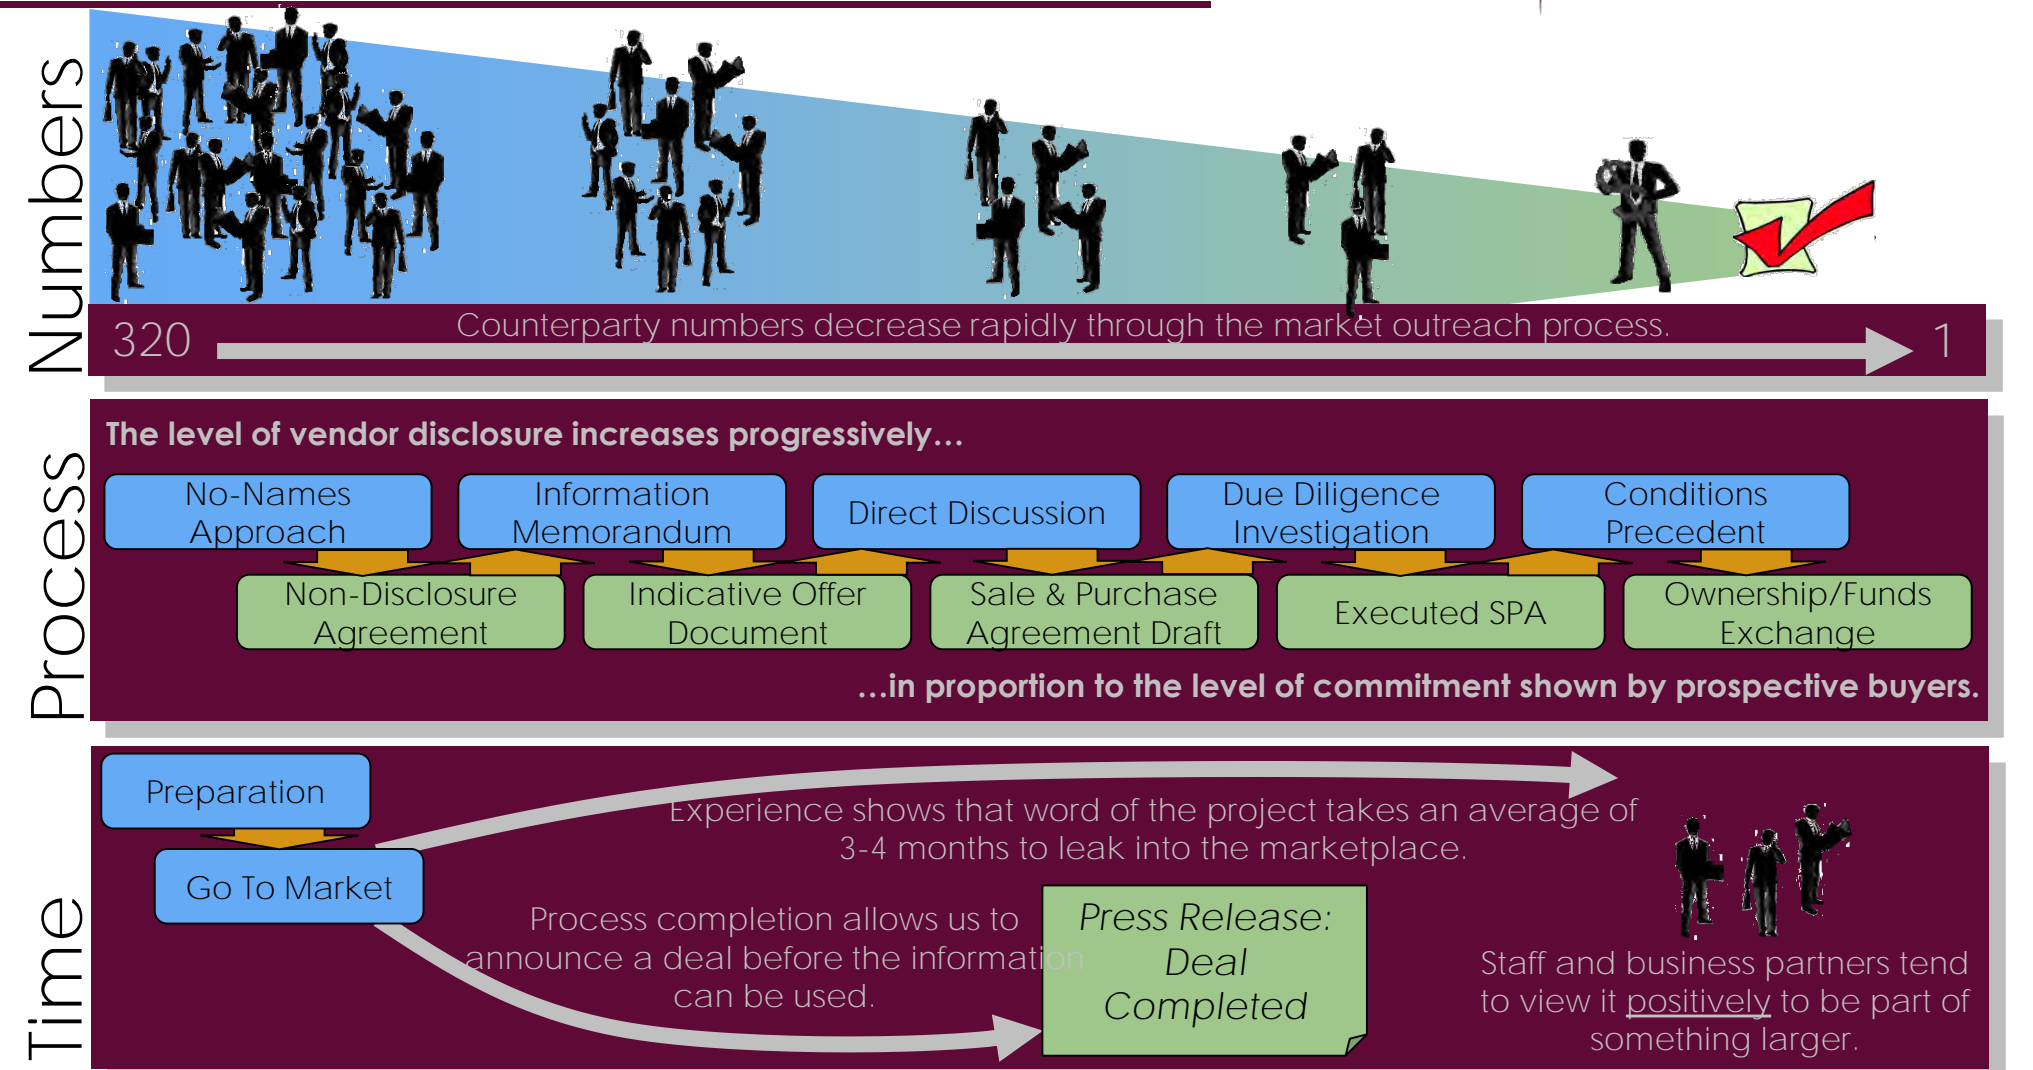 Numbers
320
Counterparty numbers decrease rapidly through the market outreach process.
1
Process
The level of vendor disclosure increases progressively…
No-Names
Approach
Information
Memorandum
Direct Discussion
Due Diligence
Investigation
Conditions
Precedent
Non-Disclosure
Agreement
Indicative Offer
Document
Sale & Purchase
Agreement Draft
Executed SPA
Ownership/Funds
Exchange
…in proportion to the level of commitment shown by prospective buyers.
Time
Preparation
Go To Market
Experience shows that word of the project takes an average of
3-4 months to leak into the marketplace.
Process completion allows us to
announce a deal before the information
can be used.
Press Release:
Deal
Completed
Staff and business partners tend
to view it positively to be part of
something larger.